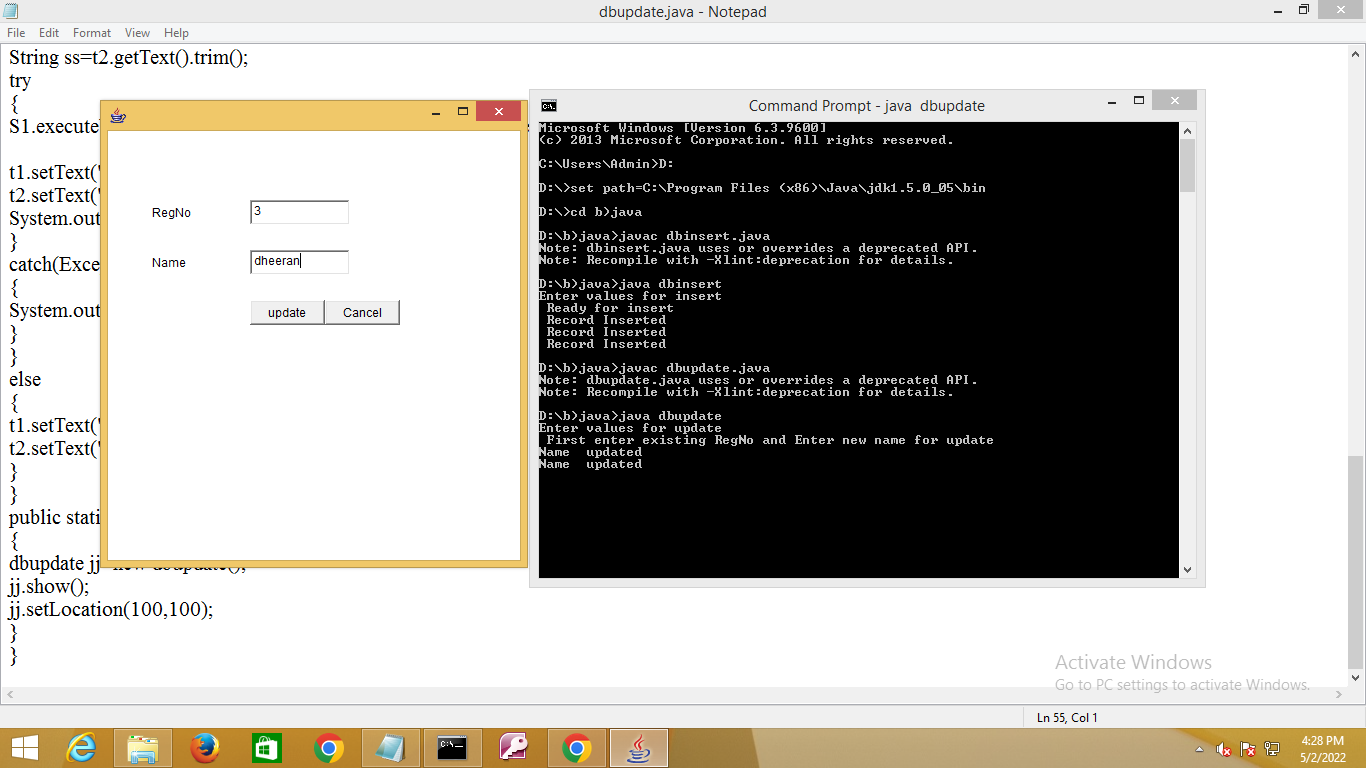 dbupdate.java - Notepad
File Edit Format View Help
String ss=t2.getText().trim();
try
{
S1.execute
t1.setText(
t2.setText(
System.out
}
catch(Exce
{
System.out
}
}
else
{
t1.setText(
t2.setText(
}
}
public stati
{
dbupdate jj
jj.show();
jj.setLocation(100,100);
}
}
RegNo 3
Name dheeran
update Cancel
Command Prompt - java dbupdate
Microsoft Windows [Version 6.3.9600]
(c) 2013 Microsoft Corporation. All rights reserved.
C:\Users\Admin>D:
D:\>set path=C:\Program Files (x86)\Java\jdk1.5.0_05\bin
D:\>cd b)java
D:\b)java>javac dbinsert.java
Note: dbinsert.java uses or overrides a deprecated API.
Note: Recompile with -Xlint:deprecation for details.
D:\b)java>java dbinsert
Enter values for insert
Ready for insert
Record Inserted
Record Inserted
Record Inserted
D:\b)java>javac dbupdate.java
Note: dbupdate.java uses or overrides a deprecated API.
Note: Recompile with -Xlint:deprecation for details.
D:\b)java>java dbupdate
Enter values for update
First enter existing RegNo and Enter new name for update
Name updated
Name updated
Activate Windows
Go to PC settings to activate Windows.
Ln 55, Col 1
4:28 PM
5/2/2022